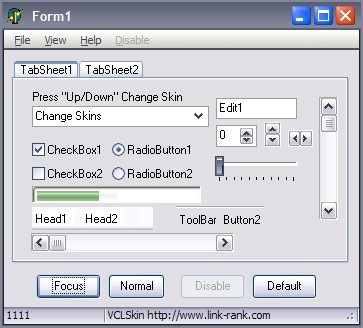 Form1
File View Help Disable
TabSheet1 TabSheet2
Press "Up/Down" Change Skin
Change Skins
Edit1
0
CheckBox1 RadioButton1
CheckBox2 RadioButton2
Head1 Head2 ToolBar Button2
Focus Normal Disable Default
1111 VCLSkin http://www.link-rank.com